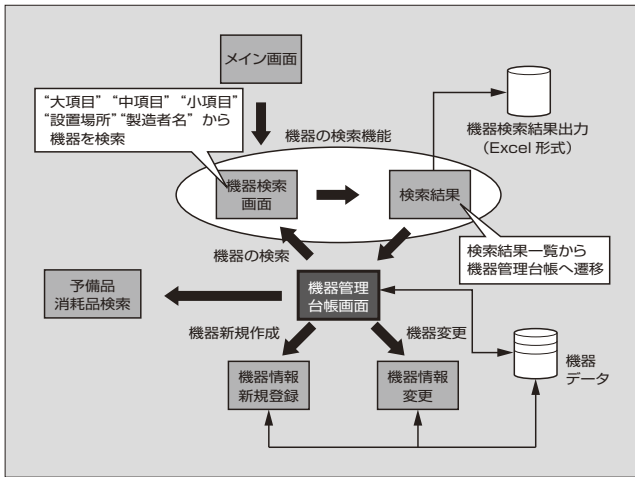 メイン画面
“大項目” “中項目” “小項目”
“設置場所” “製造者名” から
機器を検索
機器の検索機能
機器検索結果出力
（Excel 形式）
機器検索
画面
検索結果
検索結果一覧から
機器管理台帳へ遷移
機器の検索
予備品
消耗品検索
機器管理
台帳画面
機器新規作成
機器変更
機器情報
新規登録
機器情報
変更
機器
データ